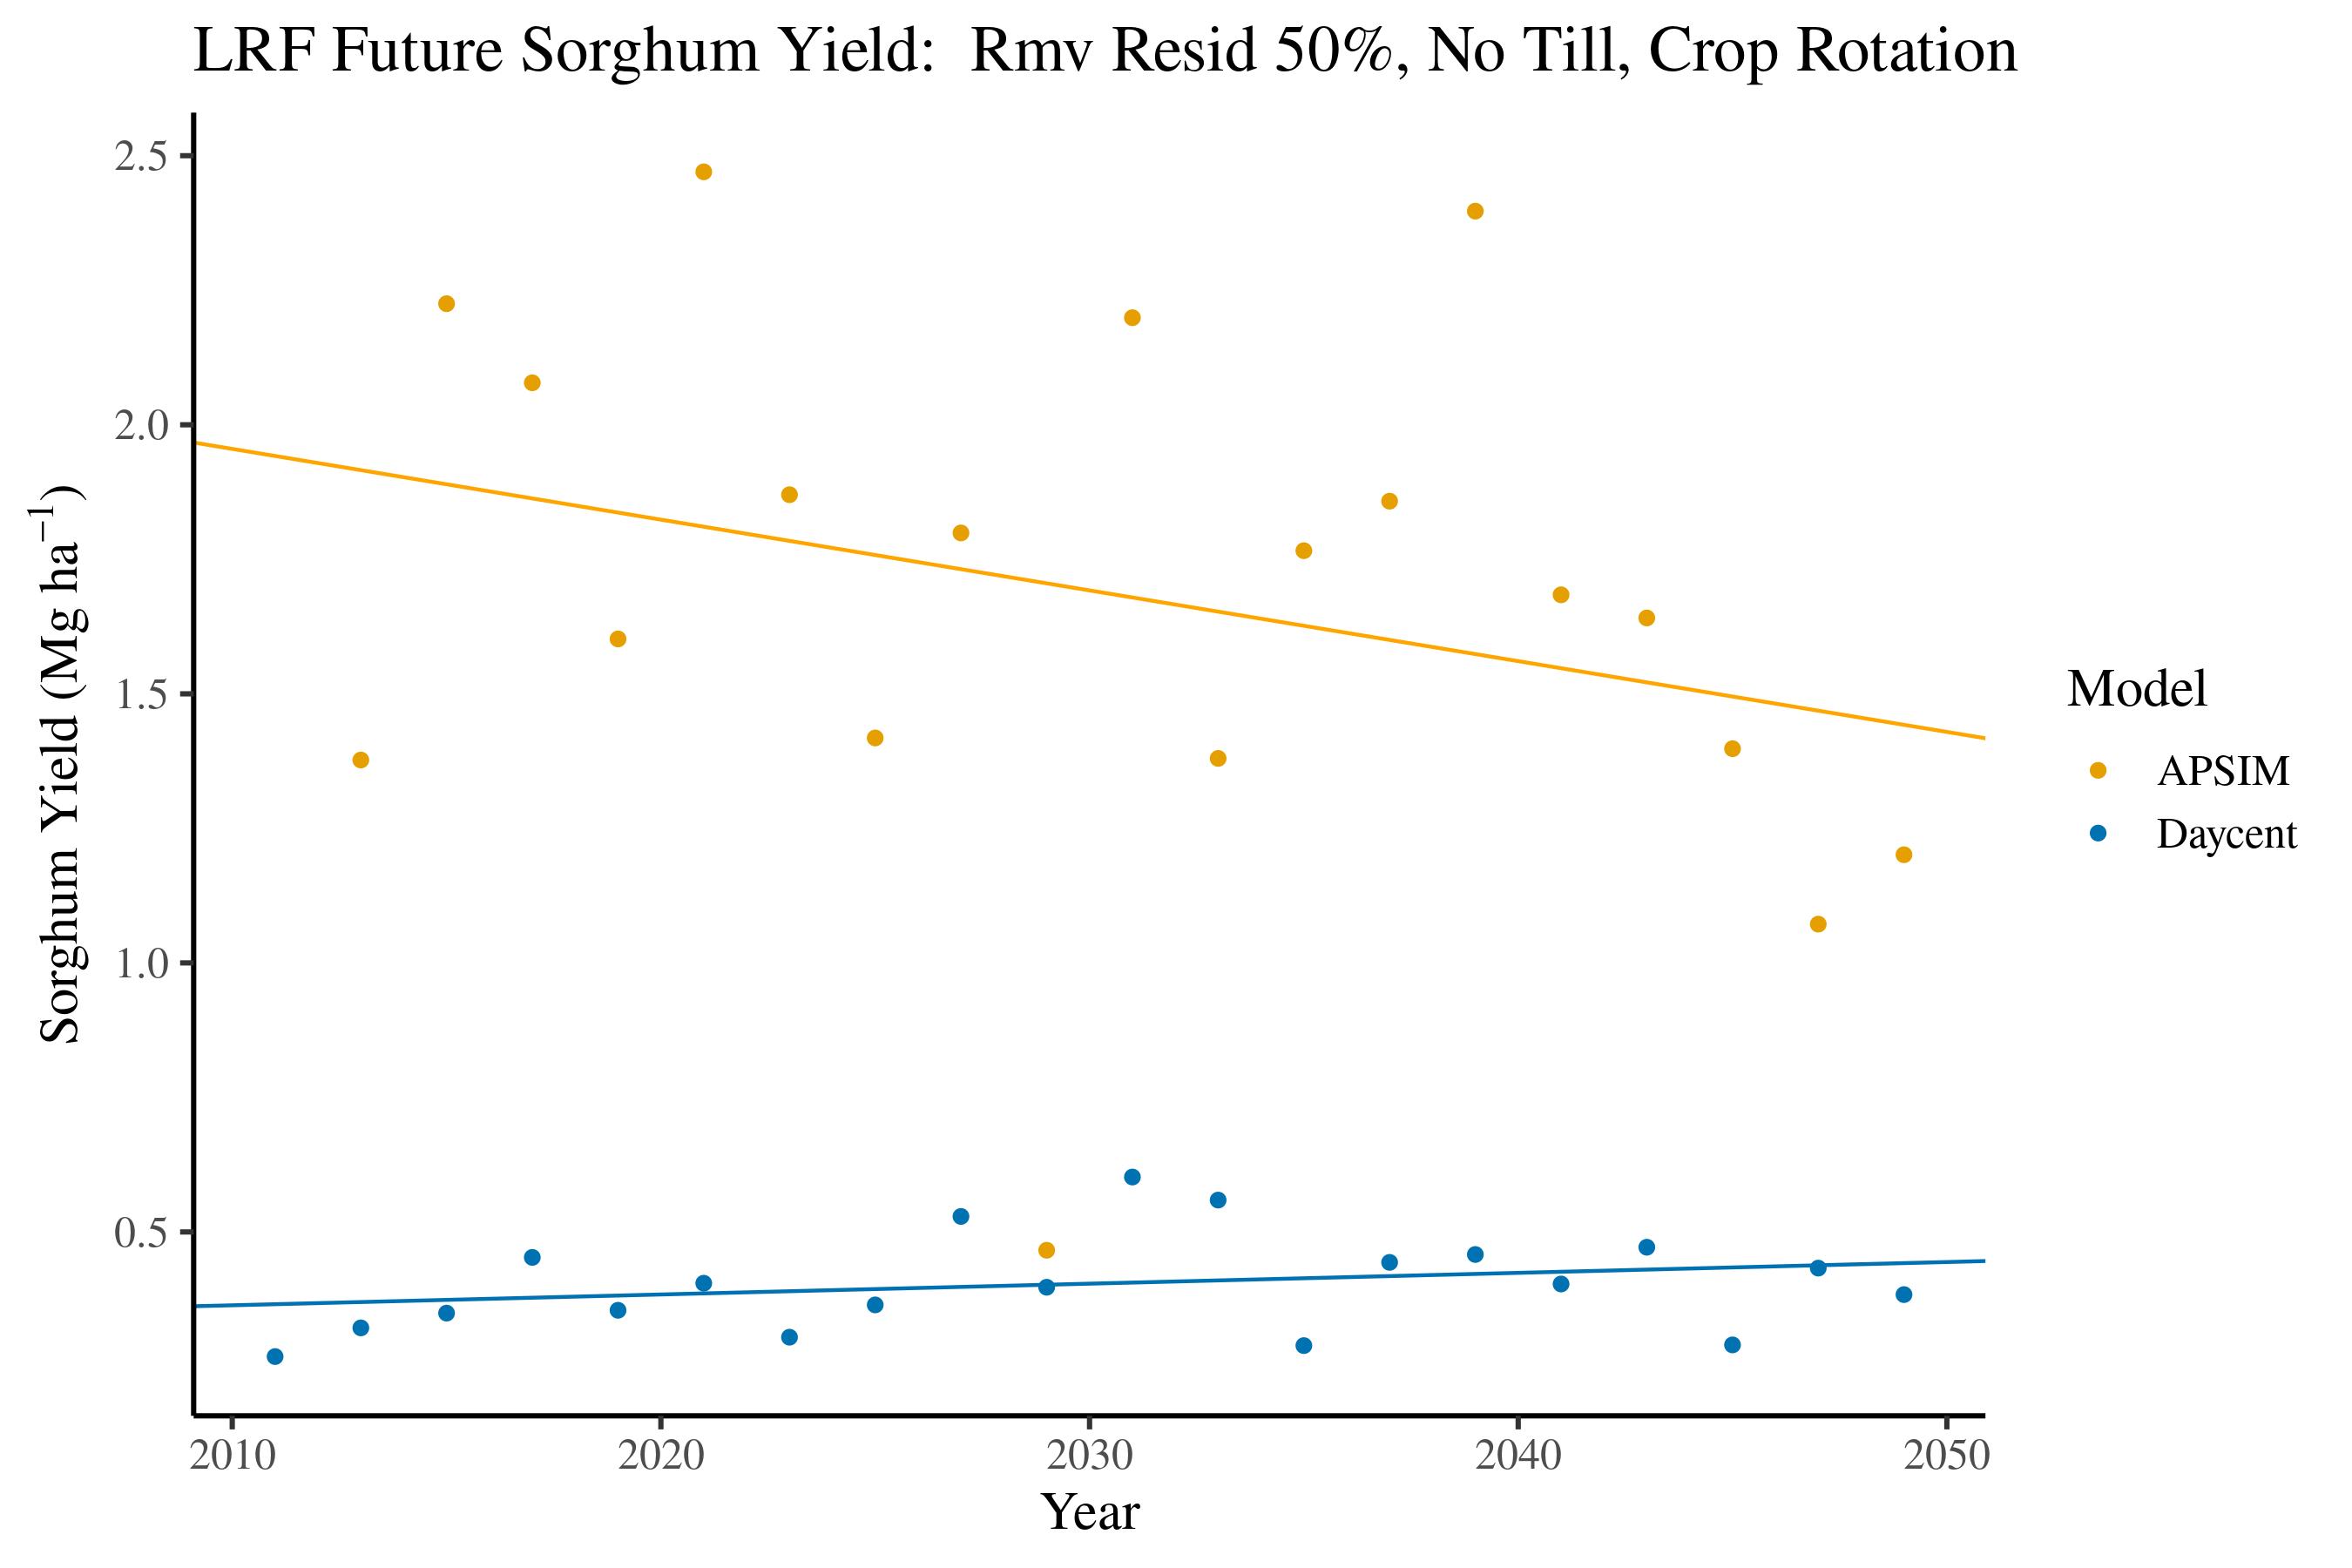 LRF Future Sorghum Yield:  Rmv Resid 50%, No Till, Crop Rotation
Sorghum Yield (Mg ha⁻¹)
2.5
2.0
1.5
1.0
0.5
2010 2020 2030 2040 2050
Year
Model
APSIM
Daycent